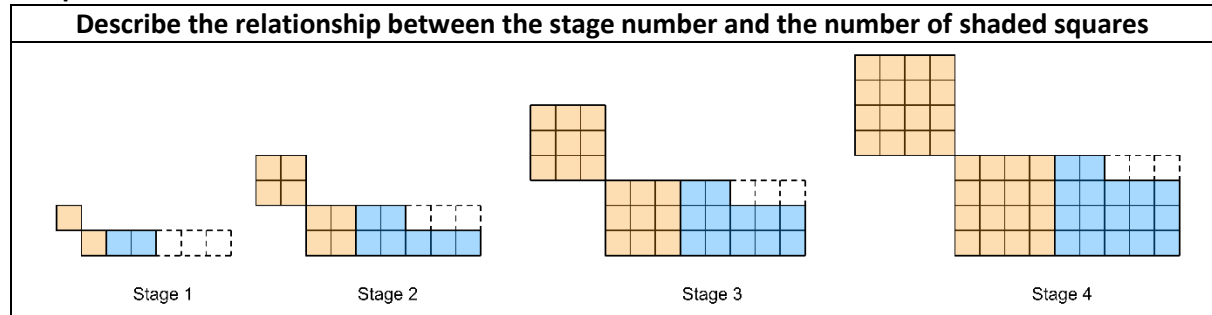 Describe the relationship between the stage number and the number of shaded squares
Stage 1
Stage 2
Stage 3
Stage 4